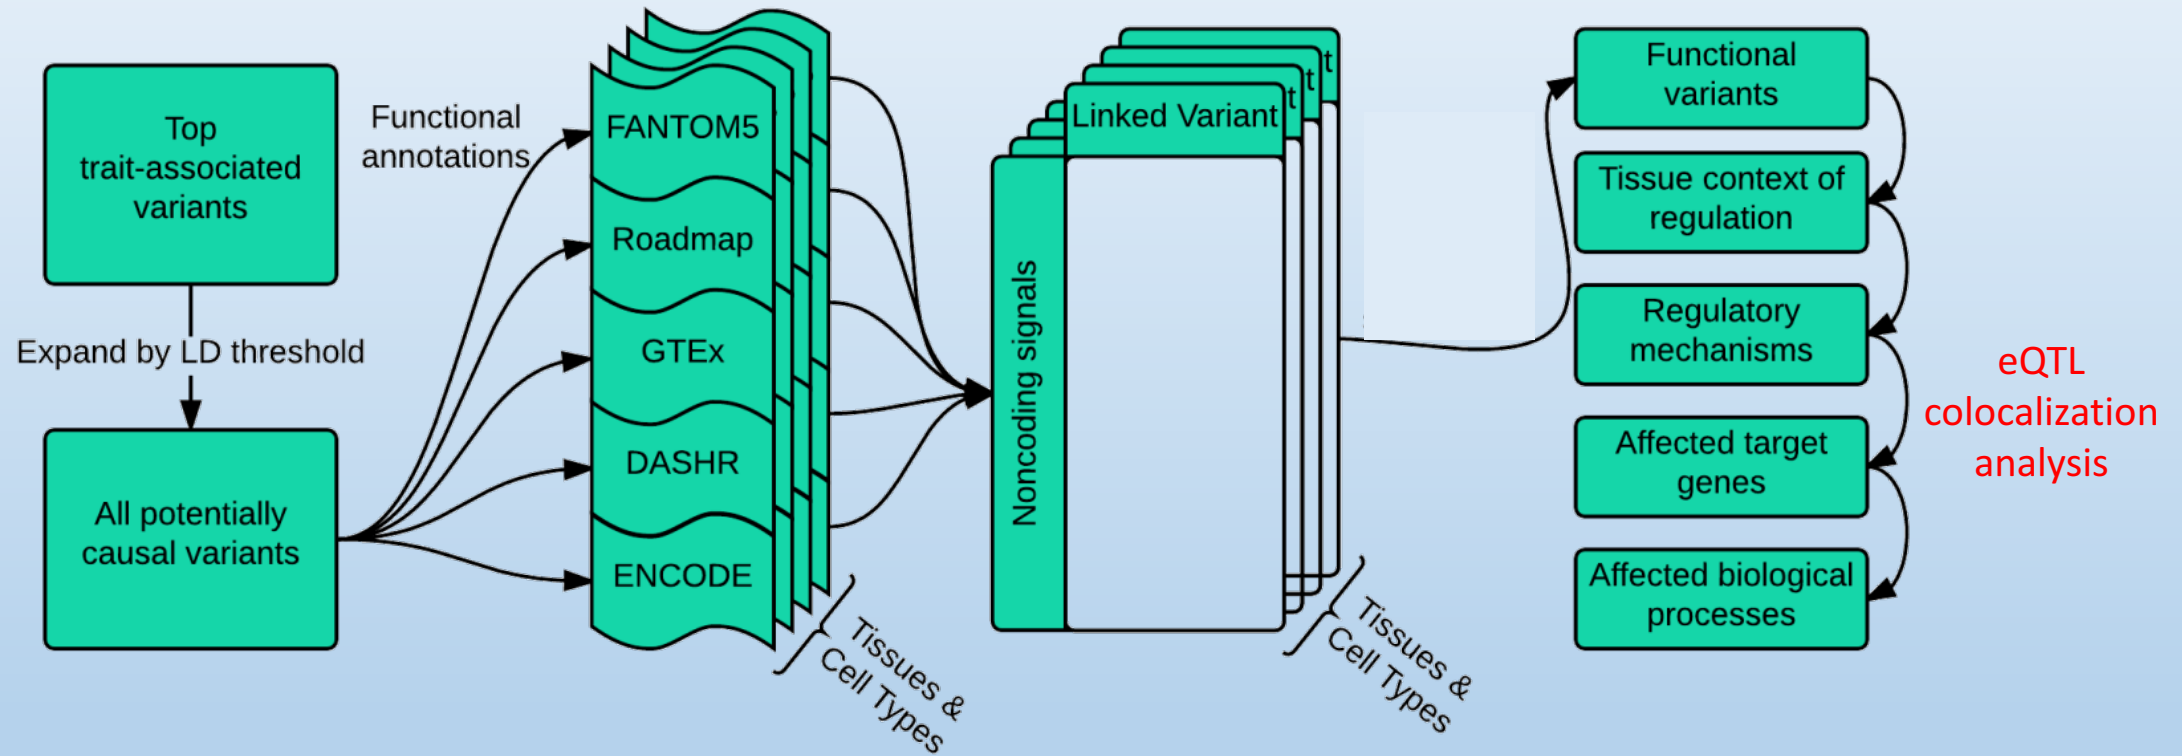 Top
trait-associated
variants
Expand by LD threshold
All potentially
causal variants
Functional
annotations
FANTOM5
Roadmap
GTEx
DASHR
ENCODE
Tissues &
Cell Types
Linked Variant
t
t
t
Noncoding signals
Tissues &
Cell Types
Functional
variants
Tissue context of
regulation
Regulatory
mechanisms
Affected target
genes
Affected biological
processes
eQTL
colocalization
analysis